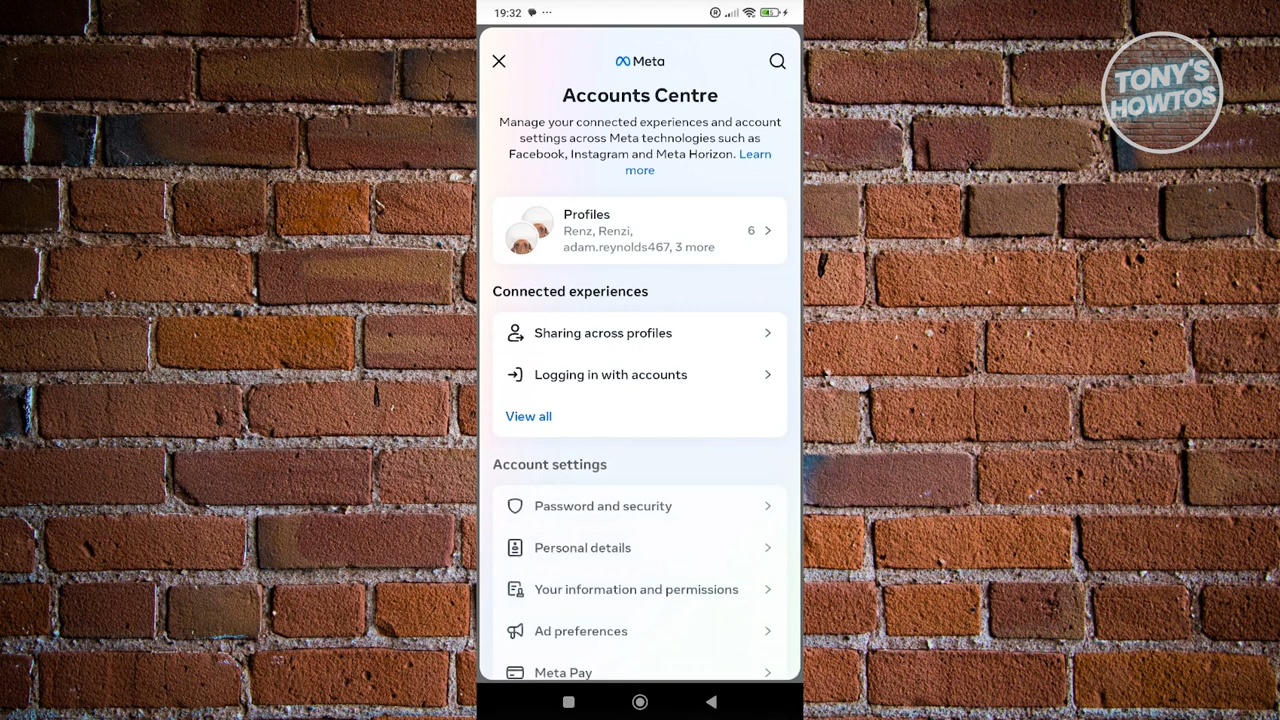 19:32
Meta
Accounts Centre
Manage your connected experiences and account
settings across Meta technologies such as
Facebook, Instagram and Meta Horizon. Learn
more
Profiles
Renz, Renzi,
adam.reynolds467, 3 more
6
Connected experiences
Sharing across profiles
Logging in with accounts
View all
Account settings
Password and security
Personal details
Your information and permissions
Ad preferences
Meta Pay
TONY'S
HOWTOS